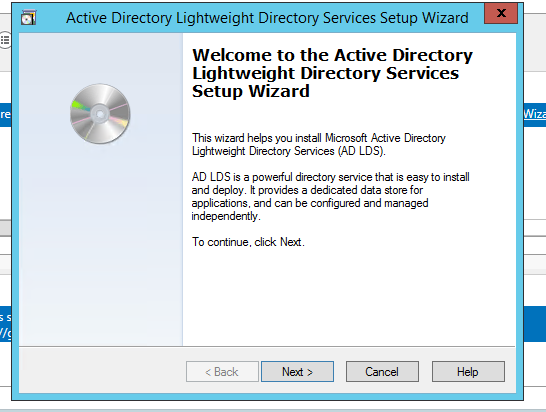 Active Directory Lightweight Directory Services Setup Wizard
x
Welcome to the Active Directory
Lightweight Directory Services
Setup Wizard
This wizard helps you install Microsoft Active Directory
Lightweight Directory Services (AD LDS).
AD LDS is a powerful directory service that is easy to install
and deploy. It provides a dedicated data store for
applications, and can be configured and managed
independently.
To continue, click Next.
< Back
Next >
Cancel
Help